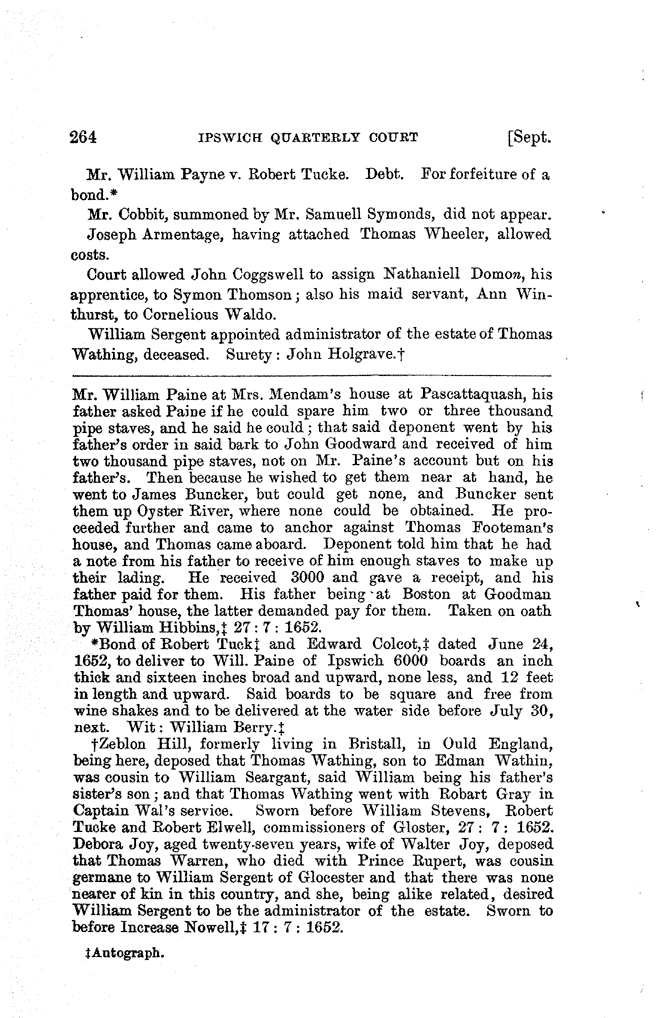 264 IPSWICH QUARTERLY COURT [Sept.
Mr. William Payne v. Robert Tucke. Debt. For forfeiture of a
bond.*
Mr. Cobbit, summoned by Mr. Samuell Symonds, did not appear.
Joseph Armentage, having attached Thomas Wheeler, allowed
costs.
Court allowed John Coggswell to assign Nathaniell Domon, his
apprentice, to Symon Thomson; also his maid servant, Ann Win-
thurst, to Cornelious Waldo.
William Sergent appointed administrator of the estate of Thomas
Wathing, deceased. Surety: John Holgrave.†
Mr. William Paine at Mrs. Mendam's house at Pascattaquash, his
father asked Paine if he could spare him two or three thousand
pipe staves, and he said he could; that said deponent went by his
father's order in said bark to John Goodward and received of him
two thousand pipe staves, not on Mr. Paine's account but on his
father's. Then because he wished to get them near at hand, he
went to James Buncker, but could get none, and Buncker sent
them up Oyster River, where none could be obtained. He pro-
ceeded further and came to anchor against Thomas Footeman's
house, and Thomas came aboard. Deponent told him that he had
a note from his father to receive of him enough staves to make up
their lading. He received 3000 and gave a receipt, and his
father paid for them. His father being at Boston at Goodman
Thomas' house, the latter demanded pay for them. Taken on oath
by William Hibbins,‡ 27 : 7 : 1652.
*Bond of Robert Tuck‡ and Edward Colcot,‡ dated June 24,
1652, to deliver to Will. Paine of Ipswich 6000 boards an inch
thick and sixteen inches broad and upward, none less, and 12 feet
in length and upward. Said boards to be square and free from
wine shakes and to be delivered at the water side before July 30,
next. Wit: William Berry.‡
†Zeblon Hill, formerly living in Bristall, in Ould England,
being here, deposed that Thomas Wathing, son to Edman Wathin,
was cousin to William Seargant, said William being his father's
sister's son; and that Thomas Wathing went with Robart Gray in
Captain Wal's service. Sworn before William Stevens, Robert
Tucke and Robert Elwell, commissioners of Gloster, 27 : 7 : 1652.
Debora Joy, aged twenty-seven years, wife of Walter Joy, deposed
that Thomas Warren, who died with Prince Rupert, was cousin
germane to William Sergent of Glocester and that there was none
nearer of kin in this country, and she, being alike related, desired
William Sergent to be the administrator of the estate. Sworn to
before Increase Nowell,‡ 17 : 7 : 1652.
‡Autograph.